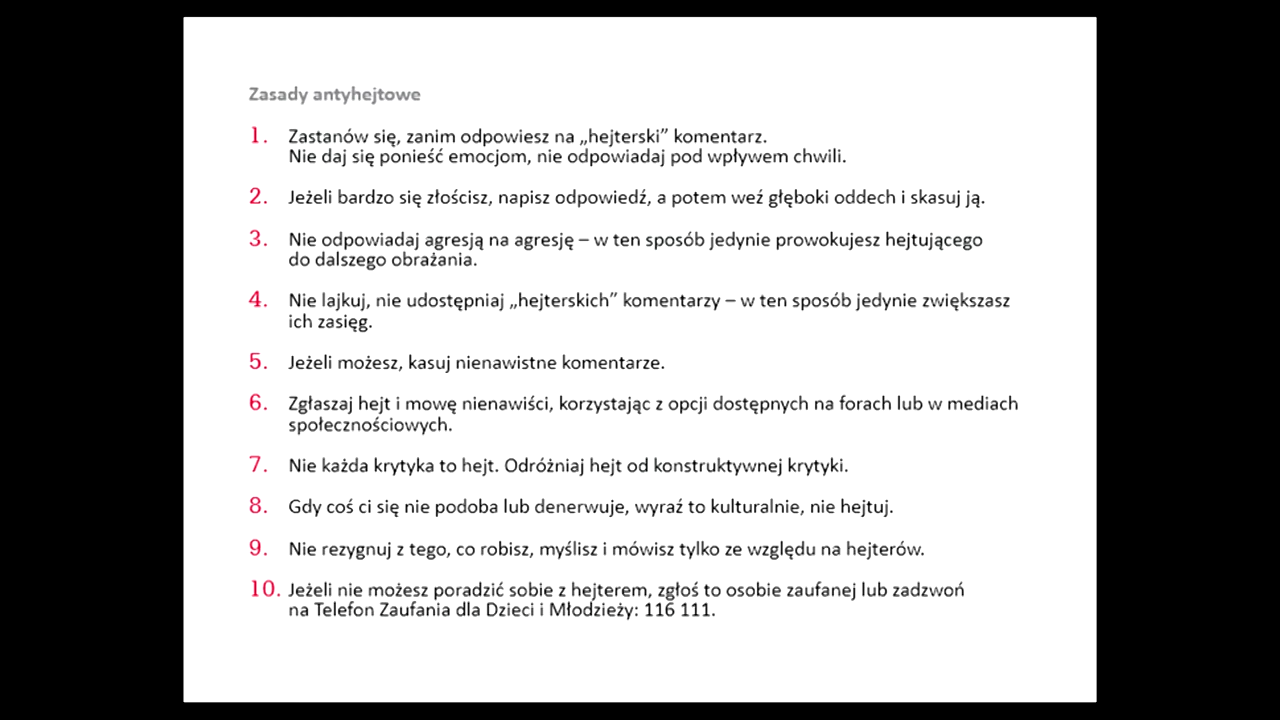 Zasady antyhejtowe
1. Zastanów się, zanim odpowiesz na „hejterski” komentarz.
Nie daj się ponieść emocjom, nie odpowiadaj pod wpływem chwili.
2. Jeżeli bardzo się złościsz, napisz odpowiedź, a potem weź głęboki oddech i skasuj ją.
3. Nie odpowiadaj agresją na agresję – w ten sposób jedynie prowokujesz hejtującego
do dalszego obrażania.
4. Nie lajkuj, nie udostępniaj „hejterskich” komentarzy – w ten sposób jedynie zwiększasz
ich zasięg.
5. Jeżeli możesz, kasuj nienawistne komentarze.
6. Zgłaszaj hejt i mowę nienawiści, korzystając z opcji dostępnych na forach lub w mediach
społecznościowych.
7. Nie każda krytyka to hejt. Odróżniaj hejt od konstruktywnej krytyki.
8. Gdy coś ci się nie podoba lub denerwuje, wyraź to kulturalnie, nie hejtuj.
9. Nie rezygnuj z tego, co robisz, myślisz i mówisz tylko ze względu na hejterów.
10. Jeżeli nie możesz poradzić sobie z hejterem, zgłoś to osobie zaufanej lub zadzwoń
na Telefon Zaufania dla Dzieci i Młodzieży: 116 111.